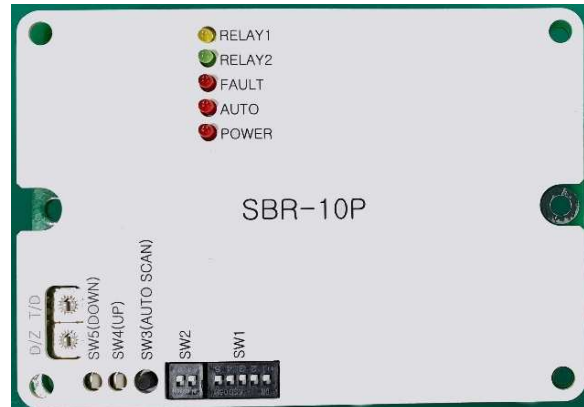 RELAY1
RELAY2
FAULT
AUTO
POWER
SBR-10P
D/Z T/D
SW5(DOWN)
SW4(UP)
SW3(AUTO SCAN)
SW2
SW1